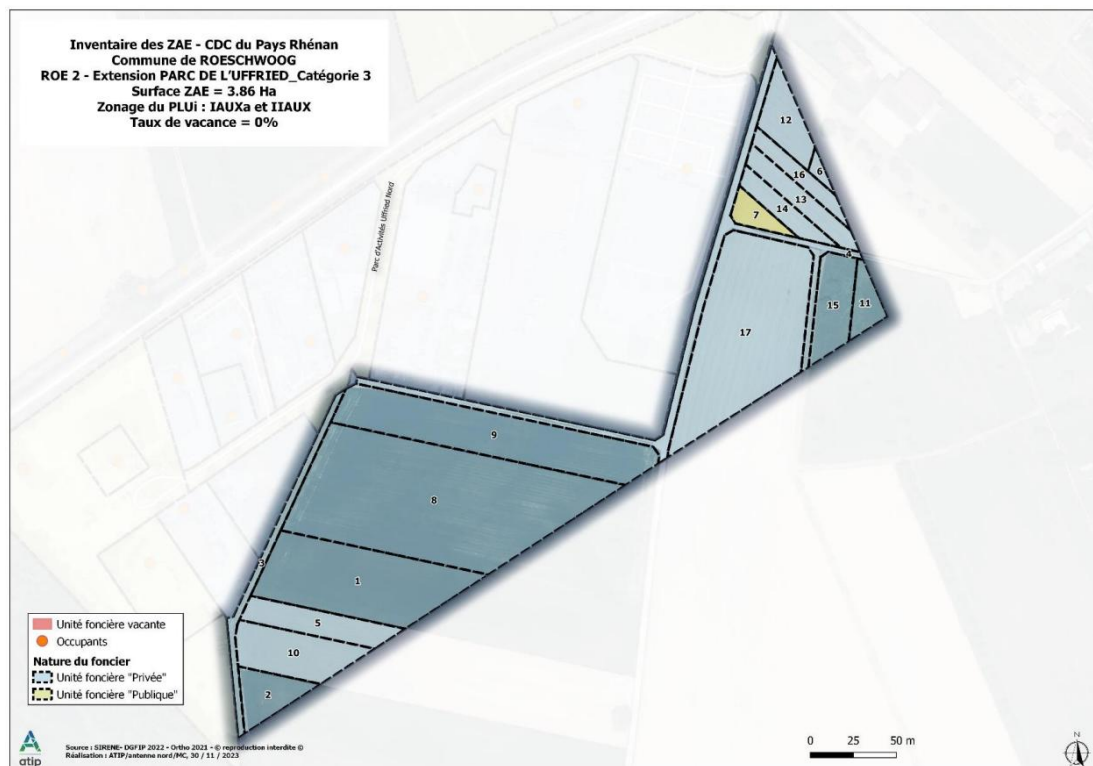 Inventaire des ZAE - CDC du Pays Rhénan
Commune de ROESCHWOOG
ROE 2 - Extension PARC DE L'UFFRIED_Catégorie 3
Surface ZAE = 3.86 Ha
Zonage du PLUi : IAUXa et IIAUX
Taux de vacance = 0%
12
6
16
13
14
7
4
15
11
17
Parc d'Activités Uffried Nord
9
8
3
1
5
10
2
Unité foncière vacante
Occupants
Nature du foncier
Unité foncière "Privée"
Unité foncière "Publique"
atip
Source : SIRENE- DGFIP 2022 - Ortho 2021 - © reproduction interdite ©
Réalisation : ATIP/antenne nord/MC, 30 / 11 / 2023
0 25 50 m
N